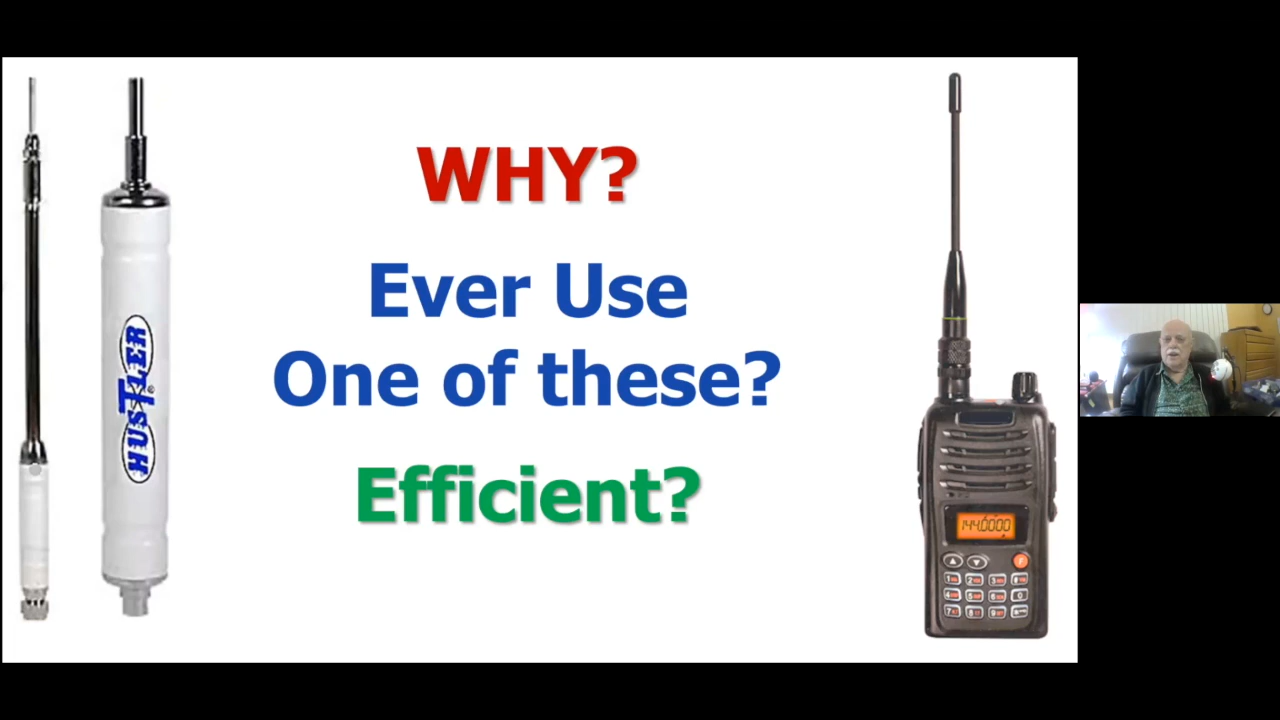 WHY?
Ever Use
One of these?
Efficient?
HUSTLER
144.0000